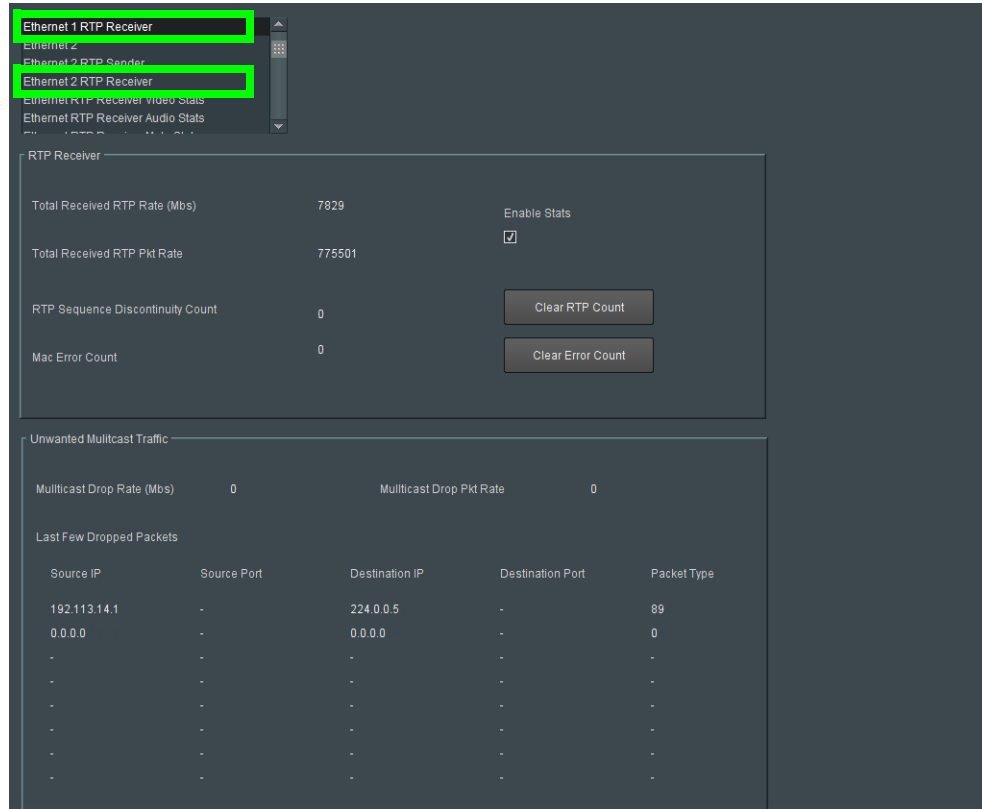 Ethernet 1 RTP Receiver
Ethernet 2
Ethernet 2 RTP Sender
Ethernet 2 RTP Receiver
Ethernet RTP Receiver Video Stats
Ethernet RTP Receiver Audio Stats
RTP Receiver
Total Received RTP Rate (Mbs) 7829
Enable Stats
Total Received RTP Pkt Rate 775501
RTP Sequence Discontinuity Count 0 Clear RTP Count
Mac Error Count 0 Clear Error Count
Unwanted Mulitcast Traffic
Mullticast Drop Rate (Mbs) 0 Mullticast Drop Pkt Rate 0
Last Few Dropped Packets
Source IP Source Port Destination IP Destination Port Packet Type
192.113.14.1 - 224.0.0.5 - 89
0.0.0.0 - 0.0.0.0 - 0
- - - - -
- - - - -
- - - - -
- - - - -
- - - - -
- - - - -